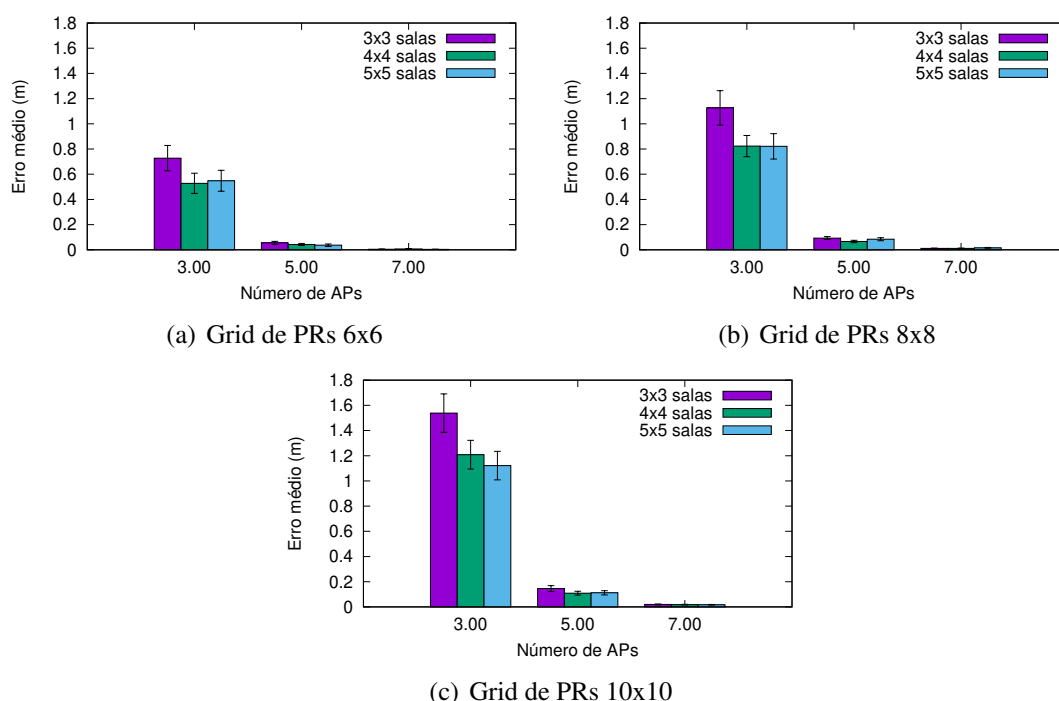 1.8
1.6
1.4
1.2
1
0.8
0.6
0.4
0.2
0
Erro médio (m)
3x3 salas
4x4 salas
5x5 salas
3.00 5.00 7.00
Número de APs
(a) Grid de PRs 6x6
1.8
1.6
1.4
1.2
1
0.8
0.6
0.4
0.2
0
Erro médio (m)
3x3 salas
4x4 salas
5x5 salas
3.00 5.00 7.00
Número de APs
(b) Grid de PRs 8x8
1.8
1.6
1.4
1.2
1
0.8
0.6
0.4
0.2
0
Erro médio (m)
3x3 salas
4x4 salas
5x5 salas
3.00 5.00 7.00
Número de APs
(c) Grid de PRs 10x10